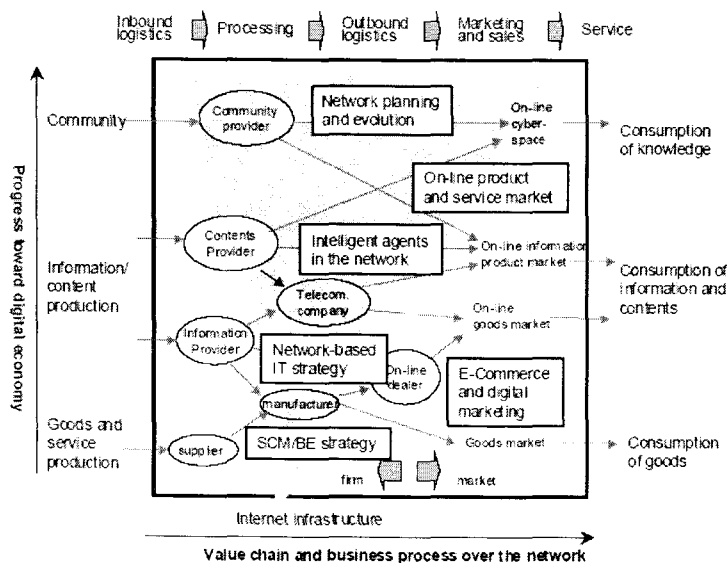 Inbound logistics
Processing
Outbound logistics
Marketing and sales
Service
Progress toward digital economy
Community
Information/
content
production
Goods and
service
production
Community
provider
Network planning
and evolution
On-line
cyber-
space
Consumption
of knowledge
On-line product
and service market
Contents
Provider
Intelligent agents
in the network
On-line information
product market
Consumption of
information and
contents
Telecom.
company
On-line
goods market
Information
Provider
Network-based
IT strategy
On-line
dealer
E-Commerce
and digital
marketing
manufacturer
supplier
SCM/BE strategy
Goods market
Consumption
of goods
firm
market
Internet infrastructure
Value chain and business process over the network